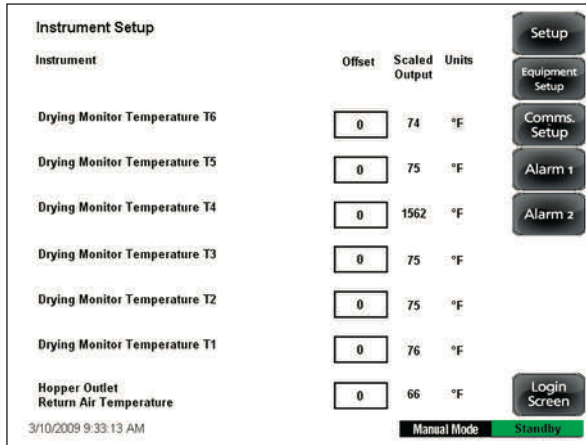 Instrument Setup
Setup
Instrument
Offset
Scaled
Output
Units
Equipment
Setup
Drying Monitor Temperature T6
0
74
°F
Comms.
Setup
Drying Monitor Temperature T5
0
75
°F
Alarm 1
Drying Monitor Temperature T4
0
1562
°F
Alarm 2
Drying Monitor Temperature T3
0
75
°F
Drying Monitor Temperature T2
0
75
°F
Drying Monitor Temperature T1
0
76
°F
Hopper Outlet
Return Air Temperature
0
66
°F
Login
Screen
3/10/2009 9:33:13 AM
Manual Mode
Standby